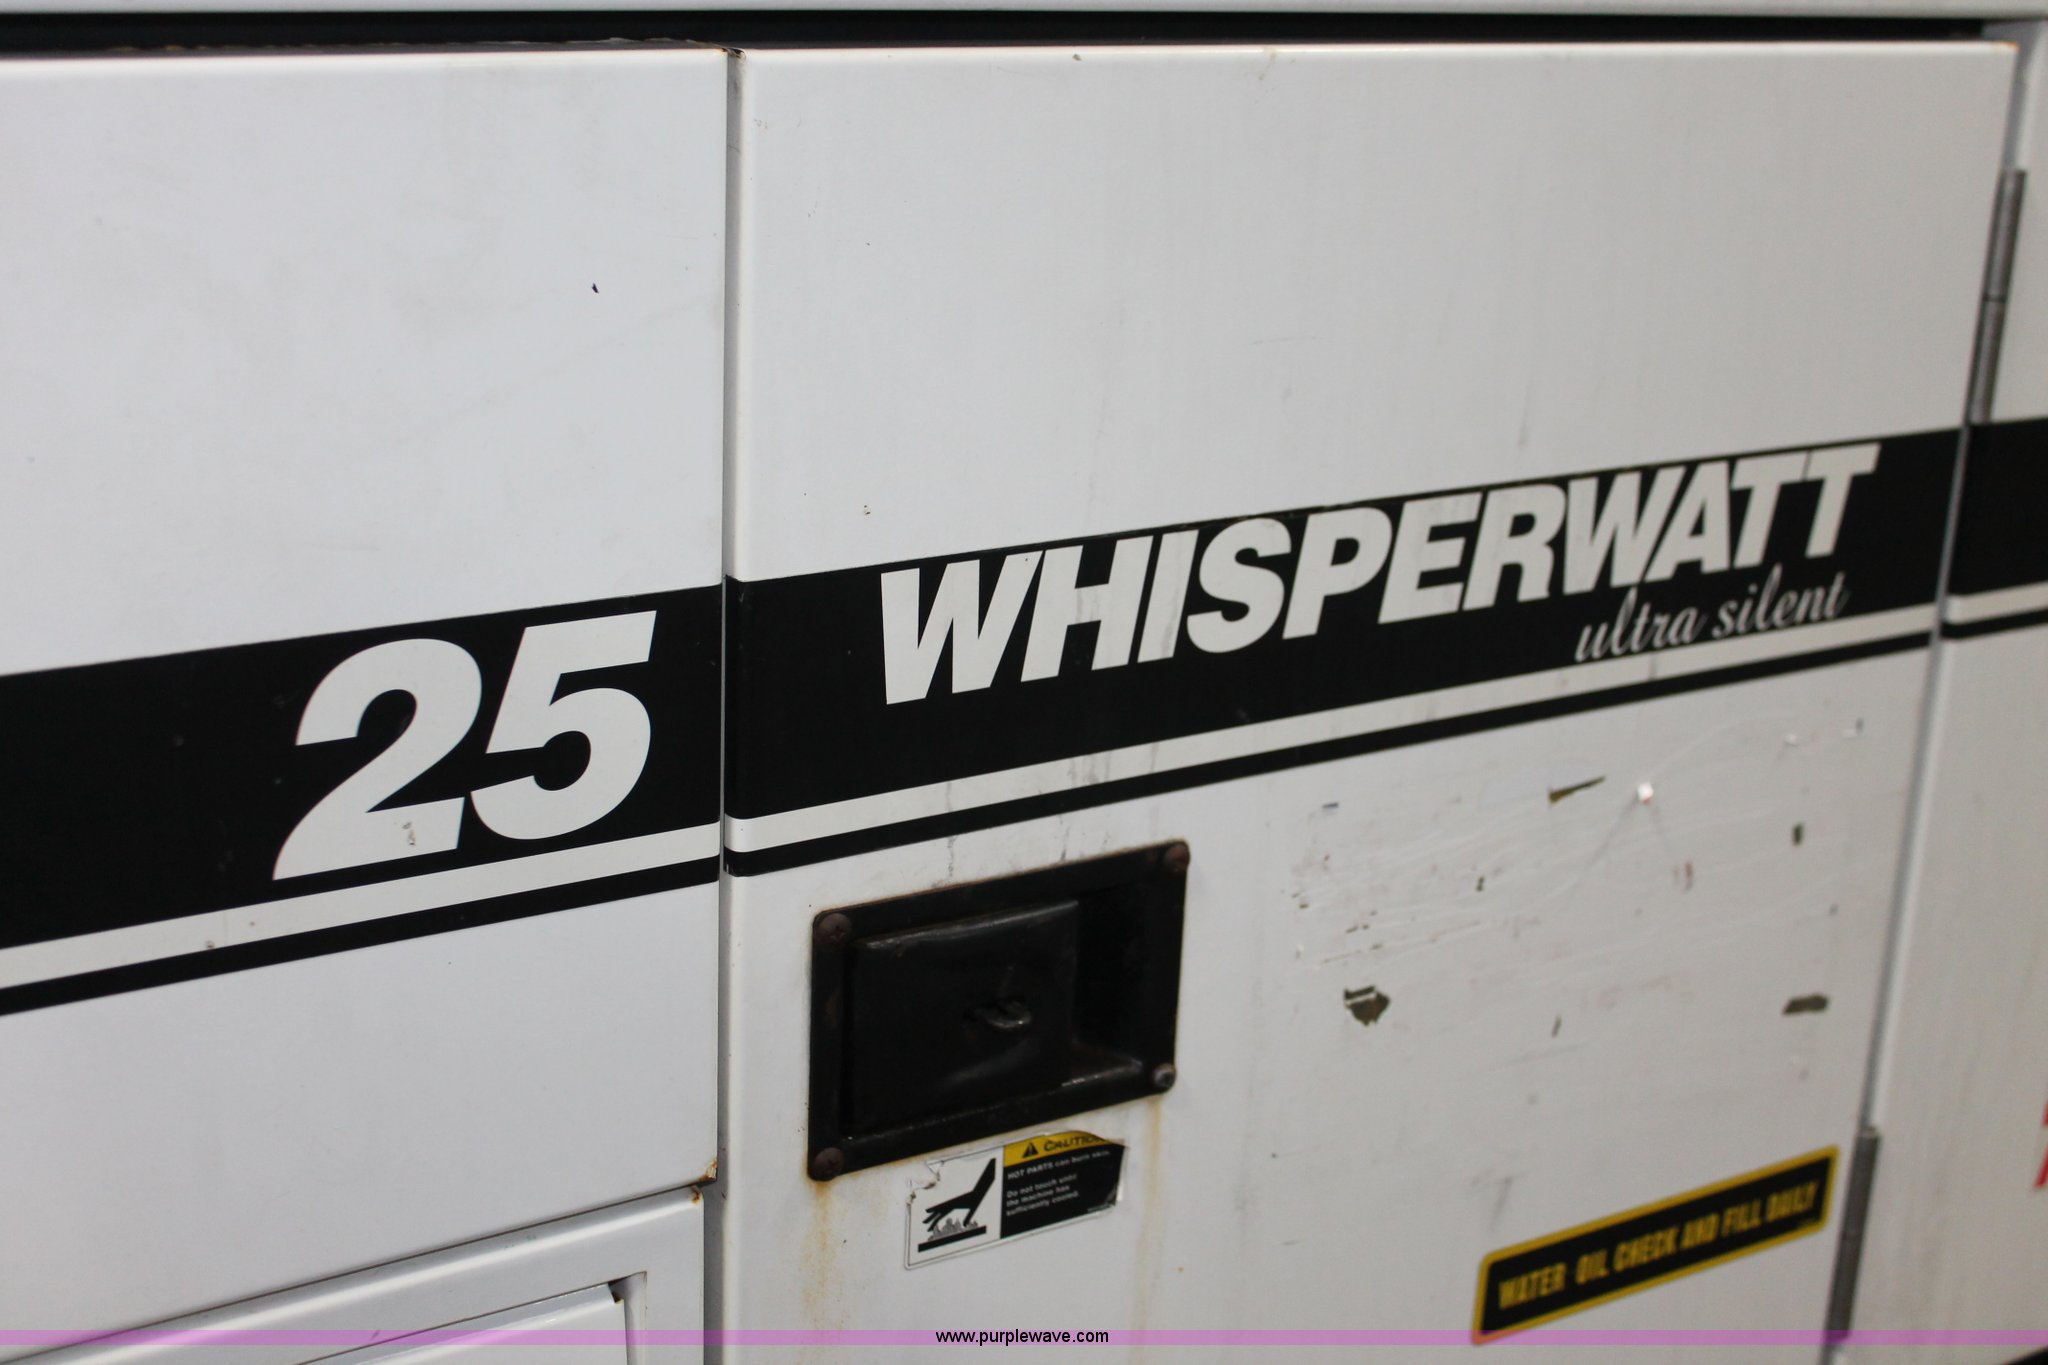 25
WHISPERWATT
ultra silent
CAUTION
HOT PARTS can burn skin.
Do not touch until
the machine has
sufficiently cooled.
WATER OIL CHECK AND FILL DAILY
www.purplewave.com